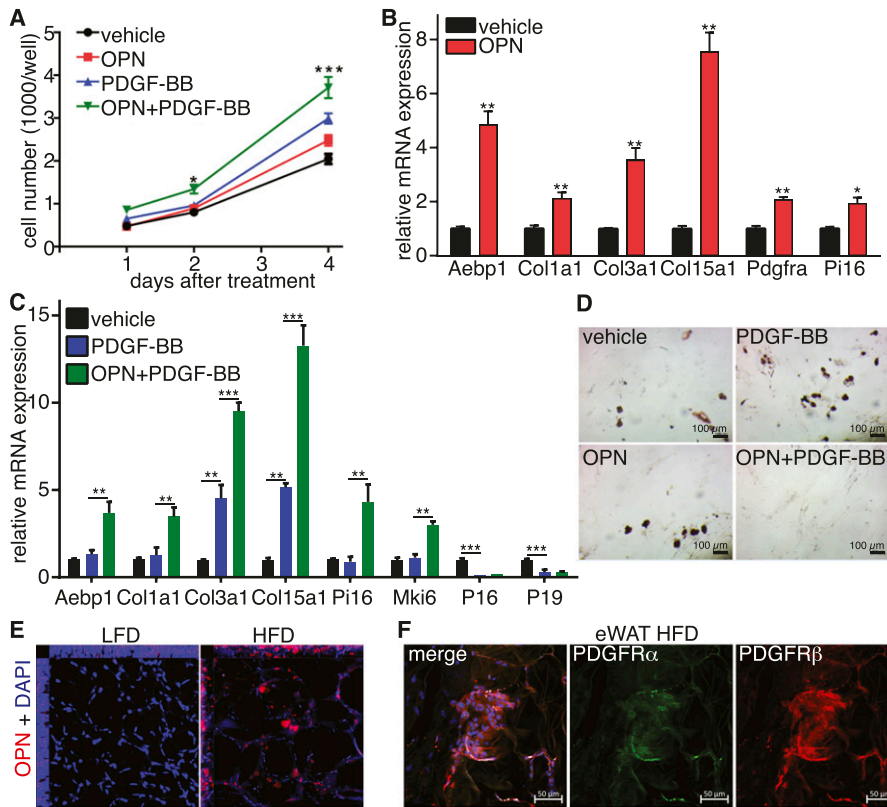 A
vehicle
OPN
PDGF-BB
OPN+PDGF-BB
cell number (1000/well)
5
4
3
2
1
0
*
***
1 2 3 4
days after treatment
B
vehicle
OPN
relative mRNA expression
8
6
4
2
0
** ** ** ** ** *
Aebp1 Col1a1 Col3a1 Col15a1 Pdgfra Pi16
C
vehicle
PDGF-BB
OPN+PDGF-BB
relative mRNA expression
15
10
5
0
** ** ** *** ** *** ** ** *** ***
Aebp1 Col1a1 Col3a1 Col15a1 Pi16 Mki6 P16 P19
D
vehicle
100 µm
PDGF-BB
100 µm
OPN
100 µm
OPN+PDGF-BB
100 µm
E
LFD HFD
OPN + DAPI
F
eWAT HFD
merge PDGFRα PDGFRβ
50 µm 50 µm 50 µm